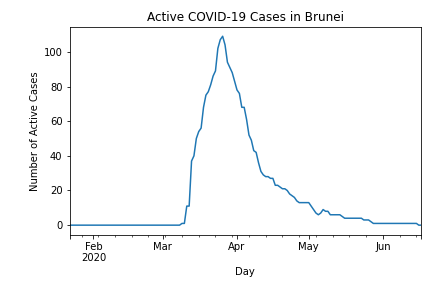 Active COVID-19 Cases in Brunei
Number of Active Cases
100
80
60
40
20
0
Feb Mar Apr May Jun
2020
Day